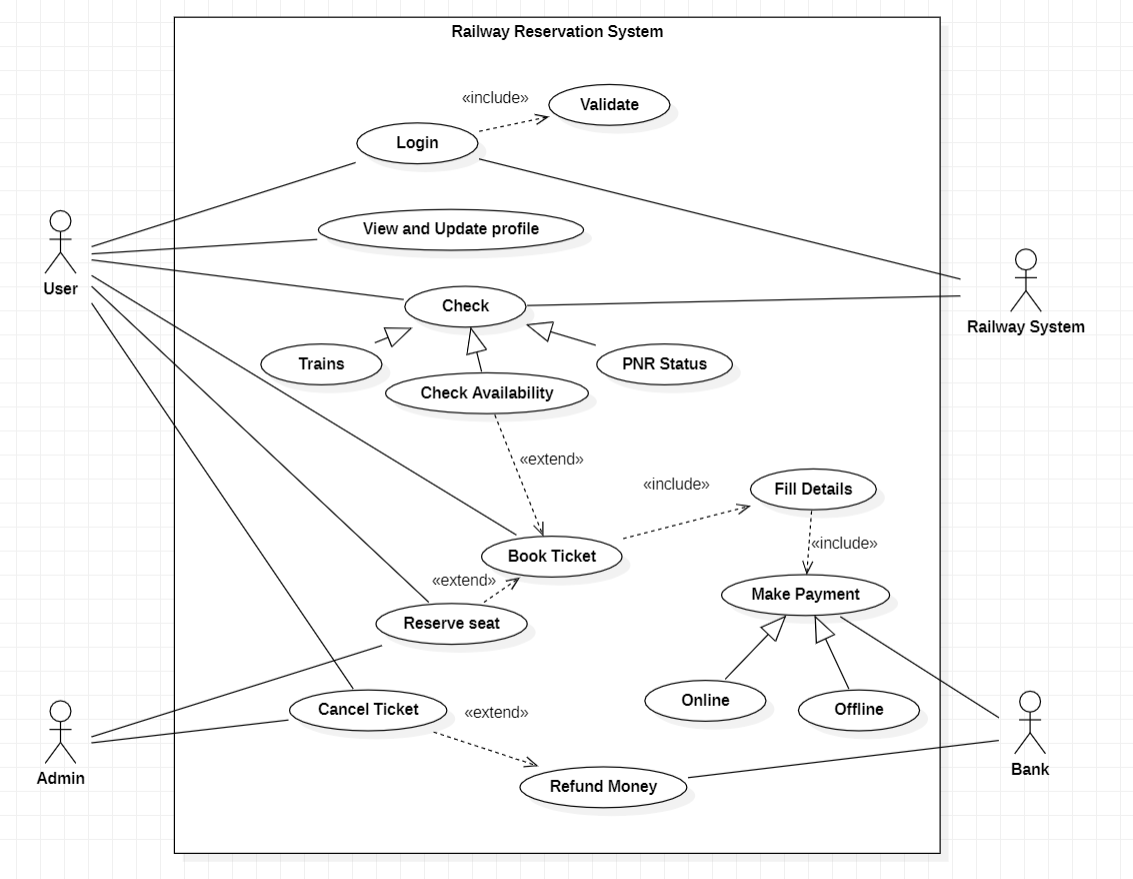 Railway Reservation System
«include»
Validate
Login
View and Update profile
User
Check
Railway System
Trains
PNR Status
Check Availability
«extend»
«include»
Fill Details
«include»
Book Ticket
«extend»
Make Payment
Reserve seat
Online
Offline
Cancel Ticket
«extend»
Admin
Bank
Refund Money